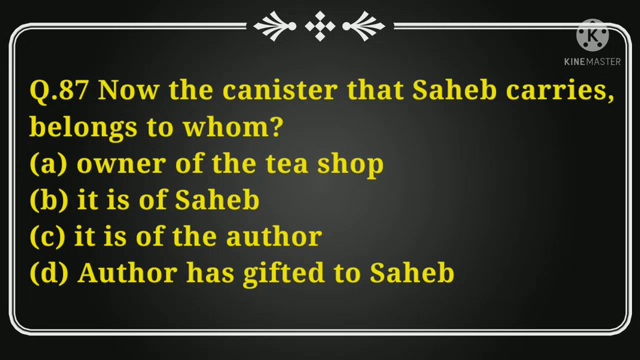 K
KINEMASTER
Q.87 Now the canister that Saheb carries,
belongs to whom?
(a) owner of the tea shop
(b) it is of Saheb
(c) it is of the author
(d) Author has gifted to Saheb